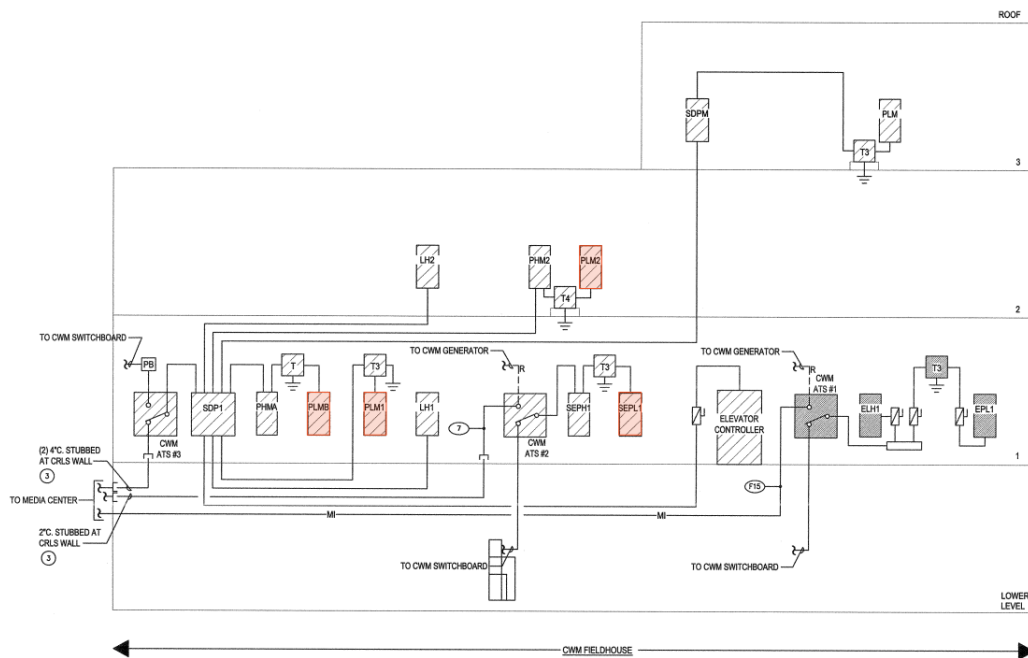 ROOF
SDPM
PLM
T3
3
LH2
PHM2
PLM2
T4
2
TO CWM SWITCHBOARD
PB
SDP1
PHMA
T
PLMB
T3
PLM1
LH1
CWM
ATS #3
TO CWM GENERATOR
R
7
CWM
ATS #2
SEPH1
T3
SEPL1
ELEVATOR
CONTROLLER
TO CWM GENERATOR
R
CWM
ATS #1
ELH1
T3
EPL1
1
(2) 4"C. STUBBED
AT CRLS WALL
3
TO MEDIA CENTER
2"C. STUBBED AT
CRLS WALL
3
MI
MI
F15
TO CWM SWITCHBOARD
TO CWM SWITCHBOARD
LOWER
LEVEL
CWM FIELDHOUSE